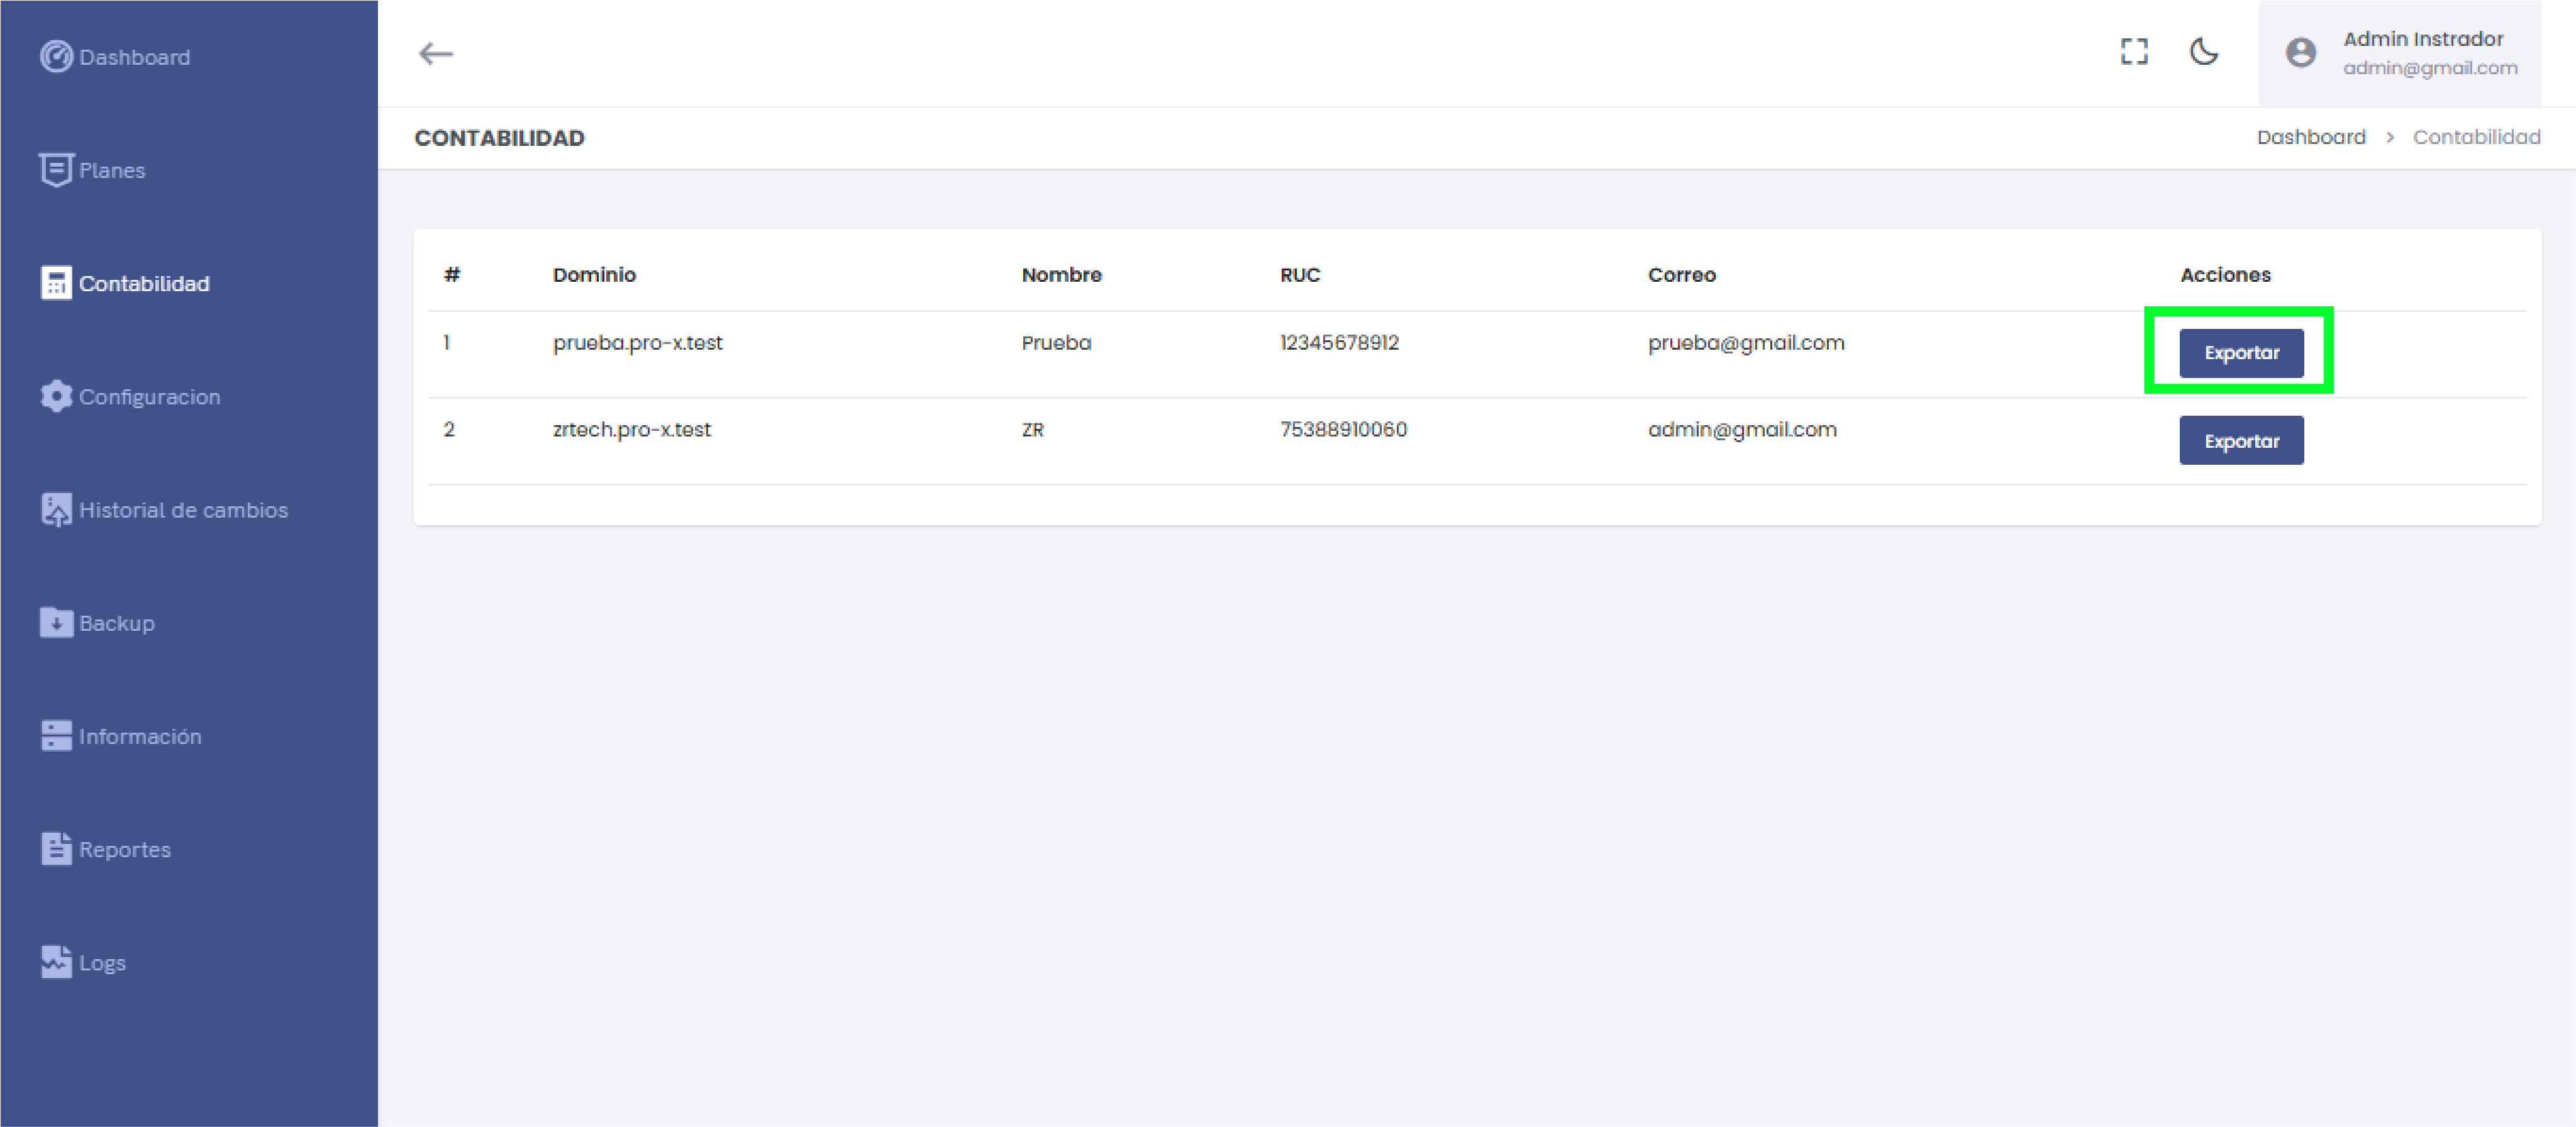 Dashboard
Planes
Contabilidad
Configuracion
Historial de cambios
Backup
Información
Reportes
Logs
Admin Instrador
admin@gmail.com
CONTABILIDAD
Dashboard > Contabilidad
# Dominio Nombre RUC Correo Acciones
1 prueba.pro-x.test Prueba 12345678912 prueba@gmail.com Exportar
2 zrtech.pro-x.test ZR 75388910060 admin@gmail.com Exportar